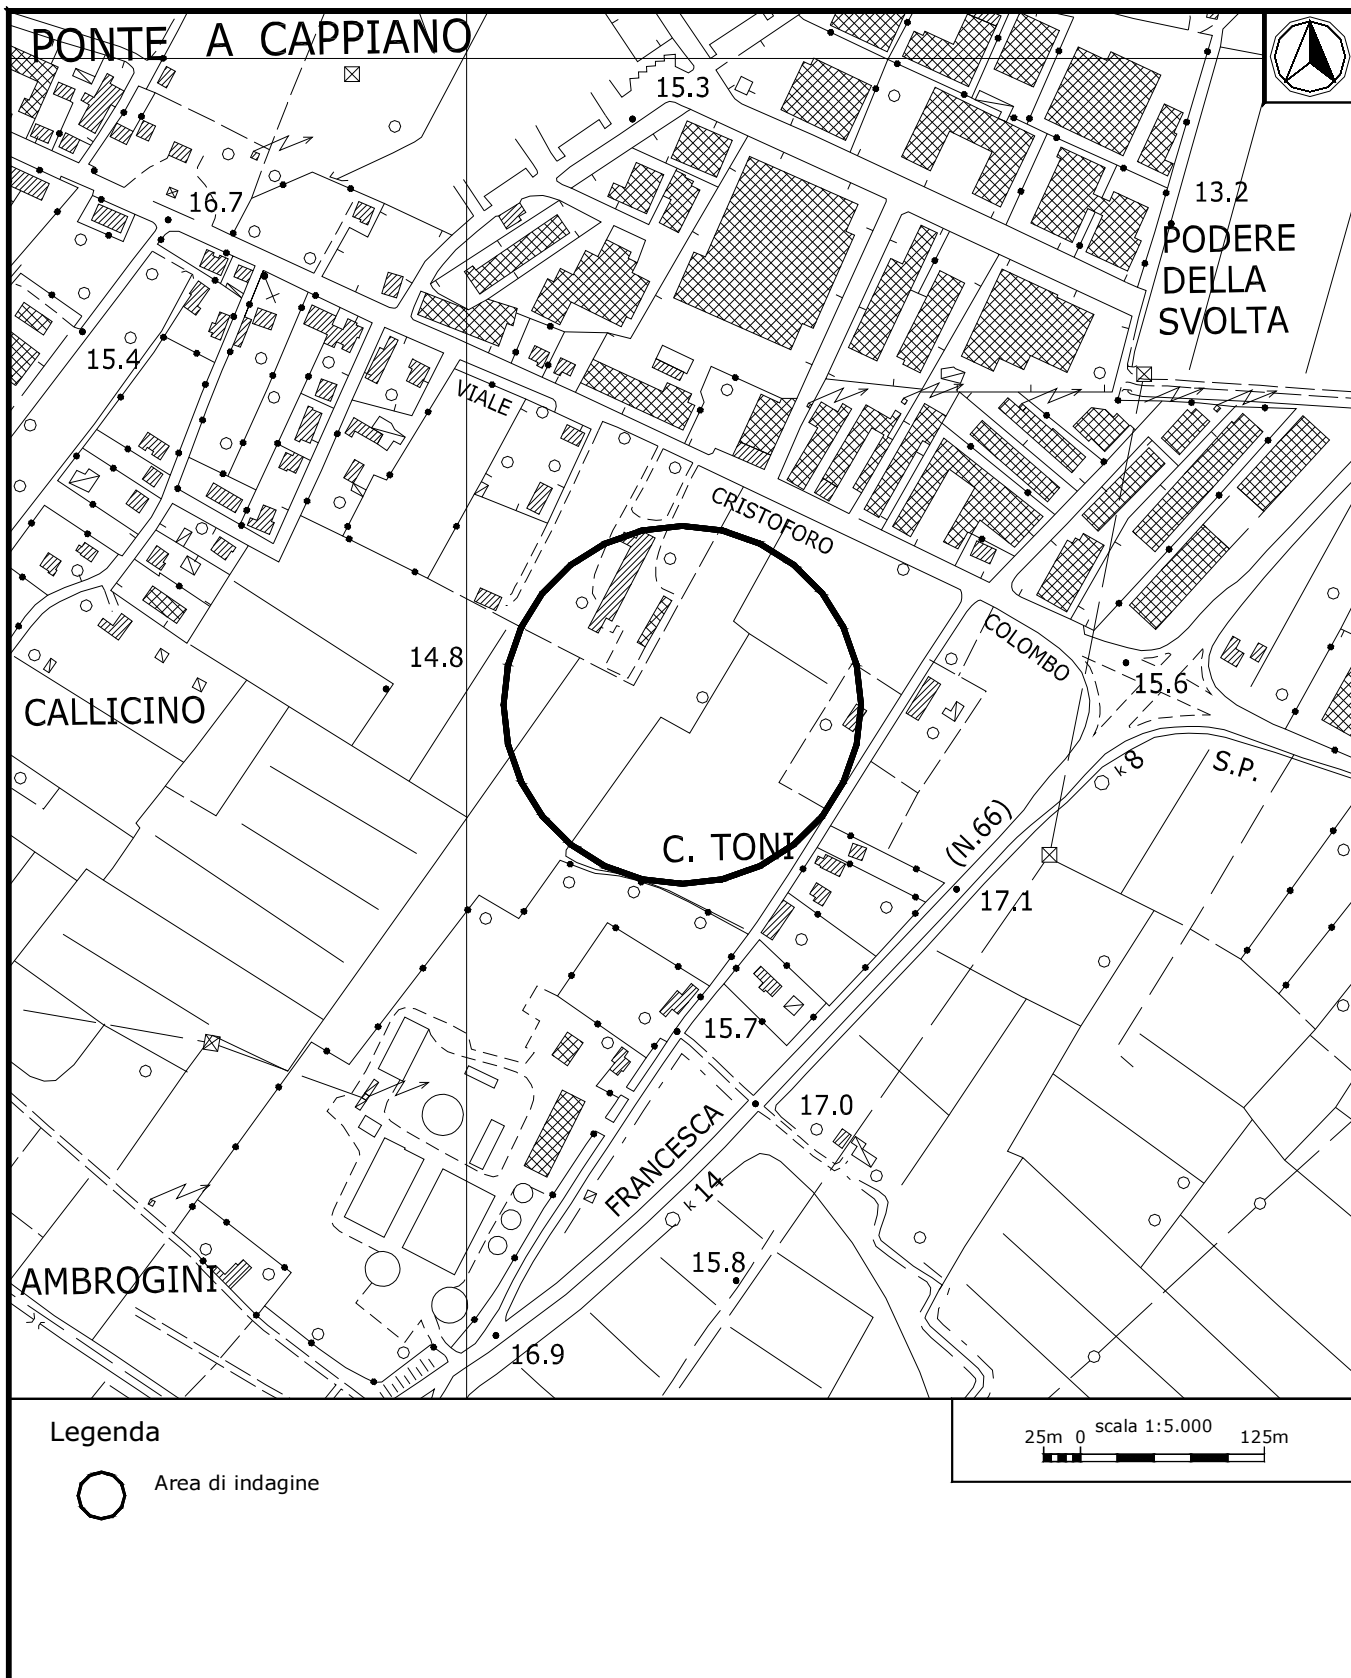 PONTE A CAPPIANO
15.3
16.7
13.2
PODERE
DELLA
SVOLTA
15.4
VIALE
CRISTOFORO
COLOMBO
14.8
15.6
CALLICINO
k 8
S.P.
C. TONI
(N.66)
17.1
15.7
17.0
FRANCESCA
k 14
15.8
AMBROGINI
16.9
Legenda
Area di indagine
scala 1:5.000
25m 0 125m